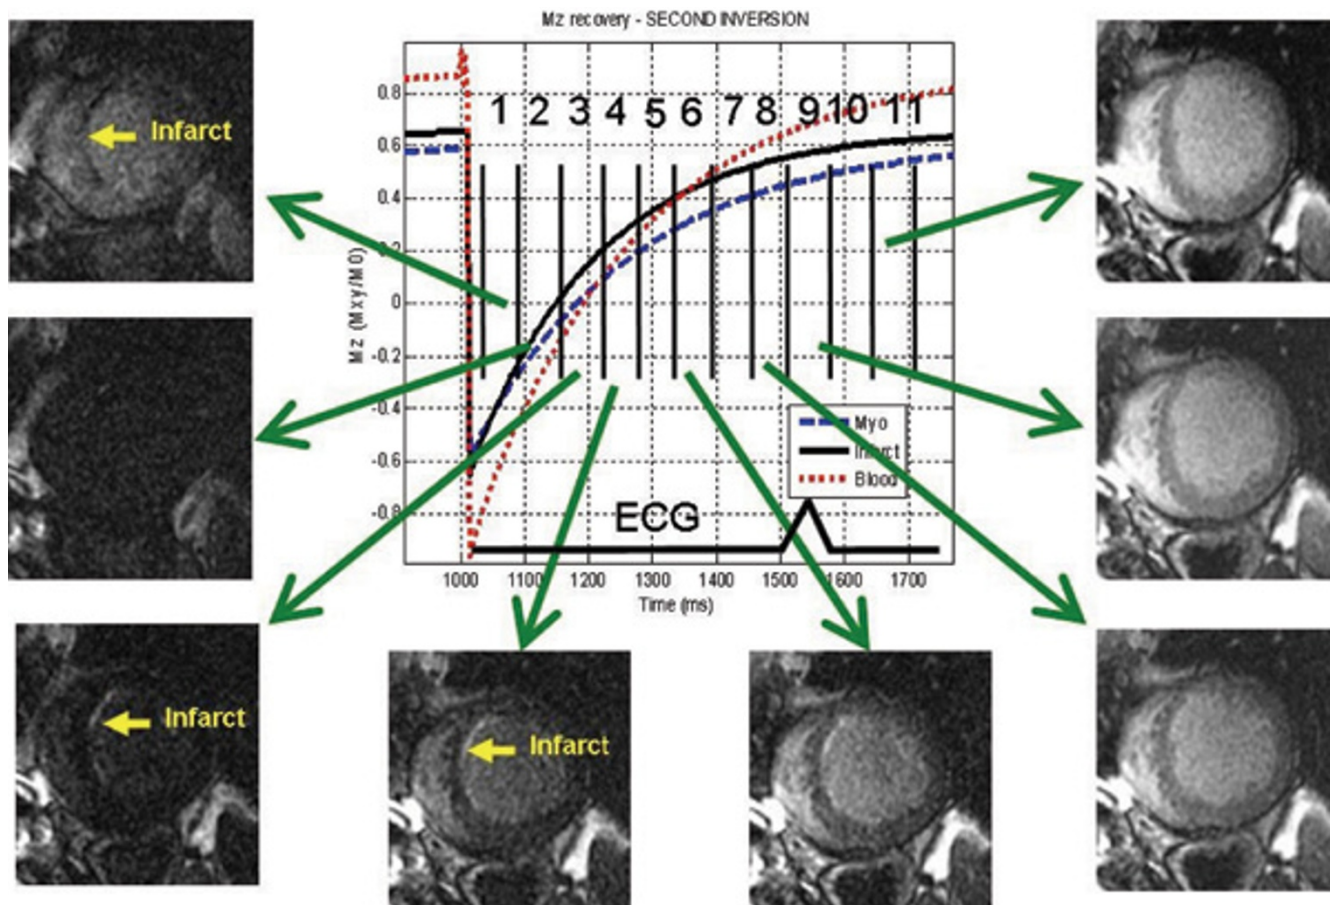 Mz recovery - SECOND INVERSION
1 2 3 4 5 6 7 8 9 10 11
0.8
0.6
0.4
0.2
0
-0.2
-0.4
-0.6
-0.8
Mz (Mxy/M0)
Myo
Infarct
Blood
ECG
1000 1100 1200 1300 1400 1500 1600 1700
Time (ms)
Infarct
Infarct
Infarct